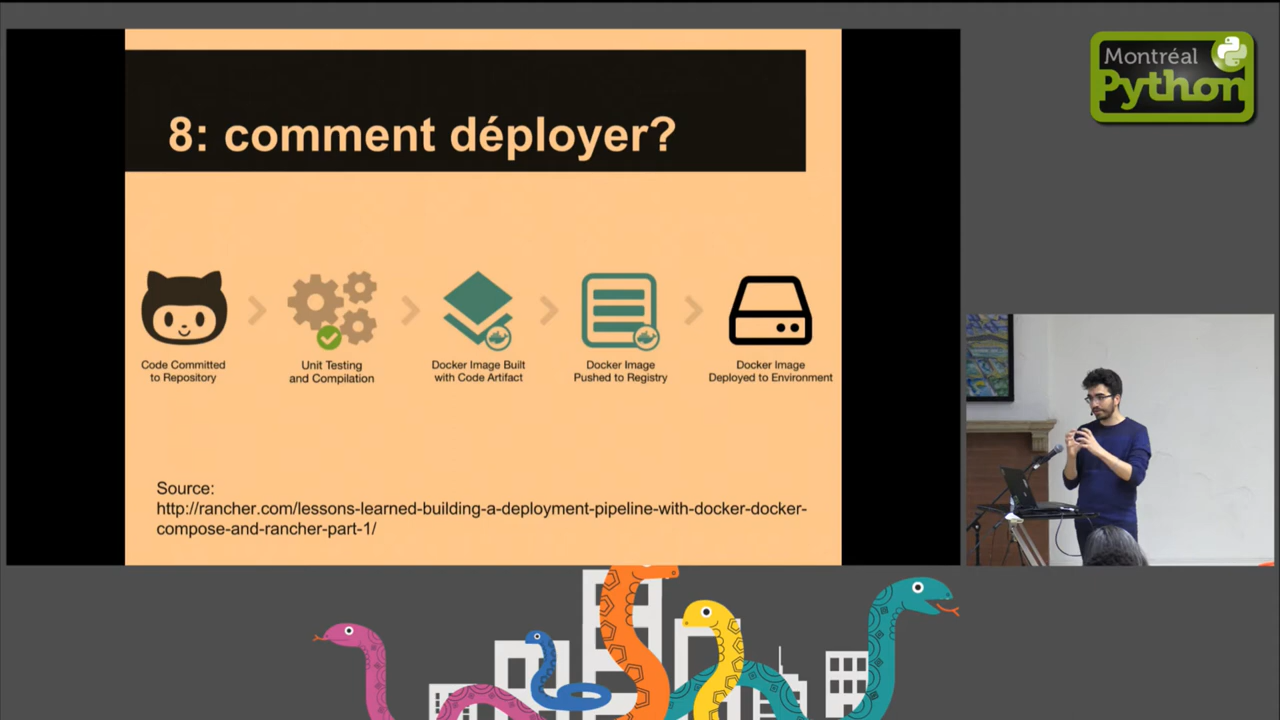 8: comment déployer?
Code Committed
to Repository
Unit Testing
and Compilation
Docker Image Built
with Code Artifact
Docker Image
Pushed to Registry
Docker Image
Deployed to Environment
Source:
http://rancher.com/lessons-learned-building-a-deployment-pipeline-with-docker-docker-
compose-and-rancher-part-1/
Montréal
Python